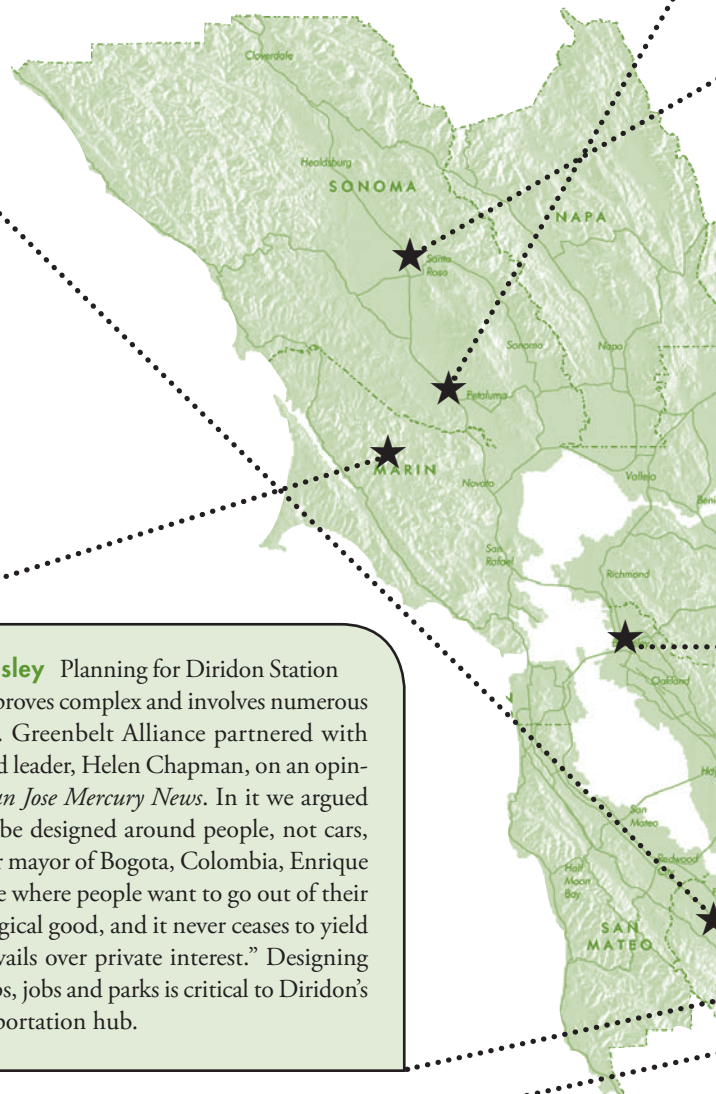 Cloverdale
Healdsburg
SONOMA
NAPA
Santa
Rosa
Sonoma
Napa
Petaluma
MARIN
Novato
Vallejo
Beni
San
Rafael
Richmond
Oakland
Hay
San
Mateo
Redwood
Half
Moon
Bay
SAN
MATEO
sley Planning for Diridon Station
proves complex and involves numerous
. Greenbelt Alliance partnered with
d leader, Helen Chapman, on an opin-
an Jose Mercury News. In it we argued
be designed around people, not cars,
r mayor of Bogota, Colombia, Enrique
e where people want to go out of their
gical good, and it never ceases to yield
vails over private interest.” Designing
os, jobs and parks is critical to Diridon’s
portation hub.